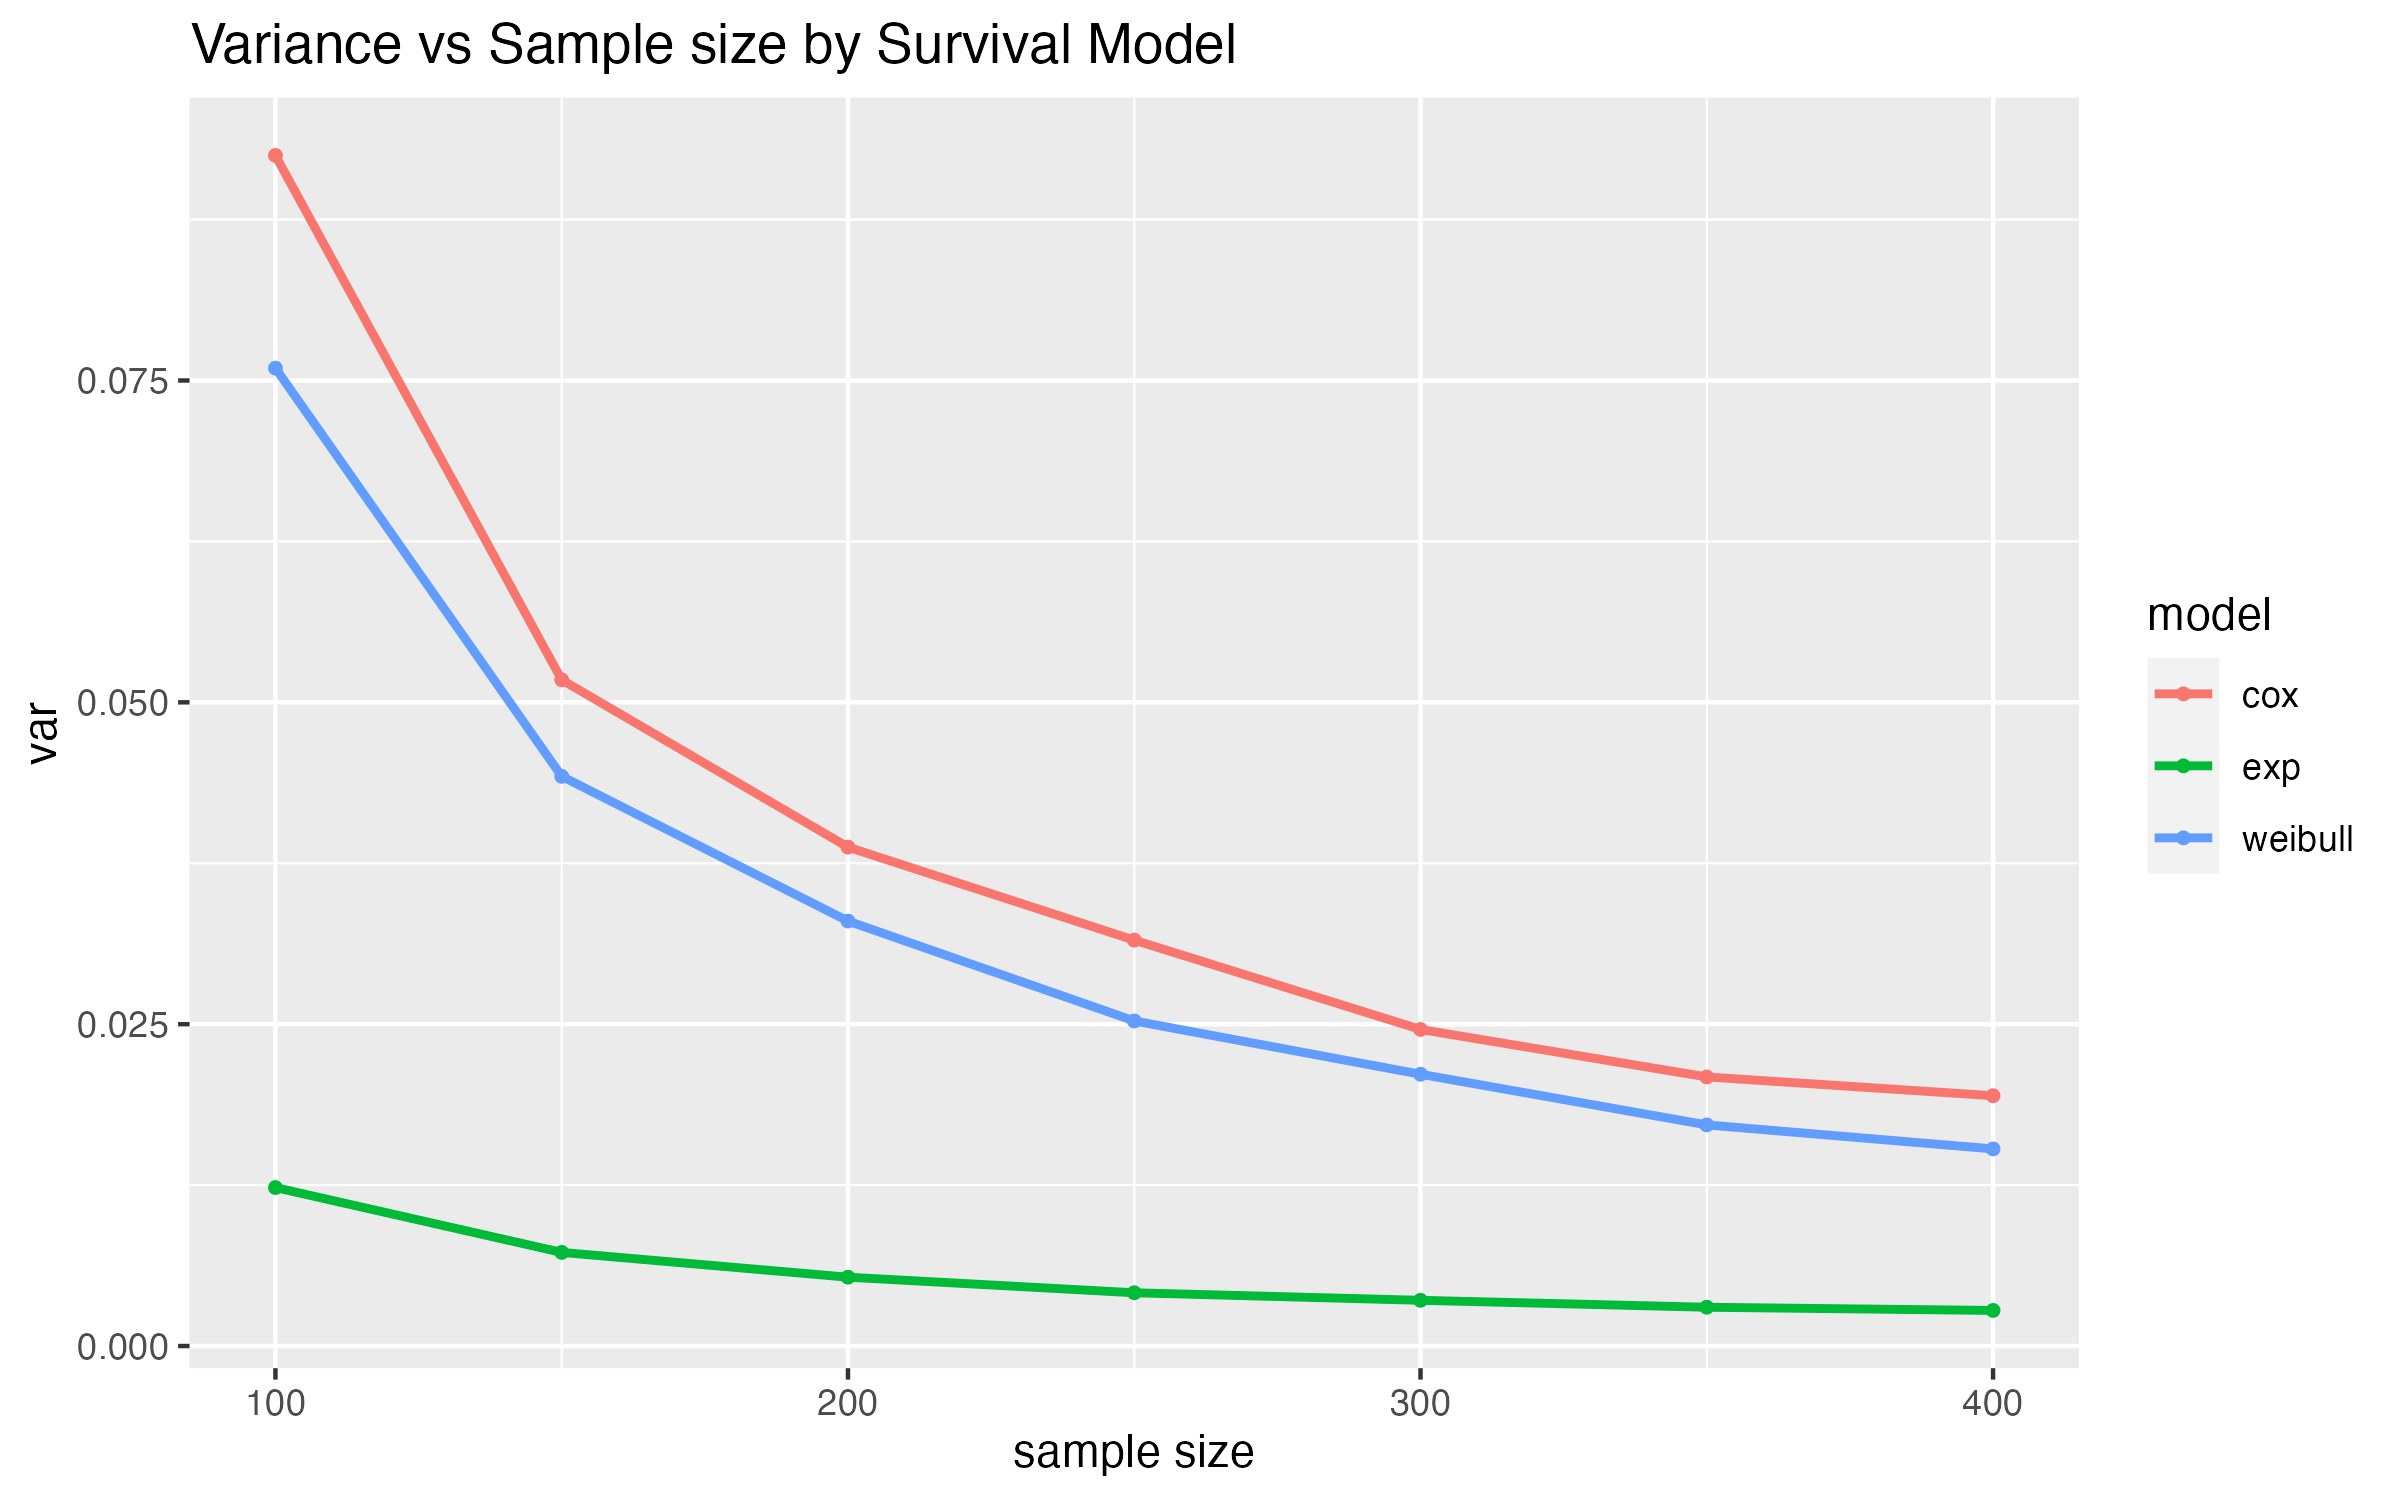 Variance vs Sample size by Survival Model
var
0.075
0.050
0.025
0.000
100
200
300
400
sample size
model
cox
exp
weibull